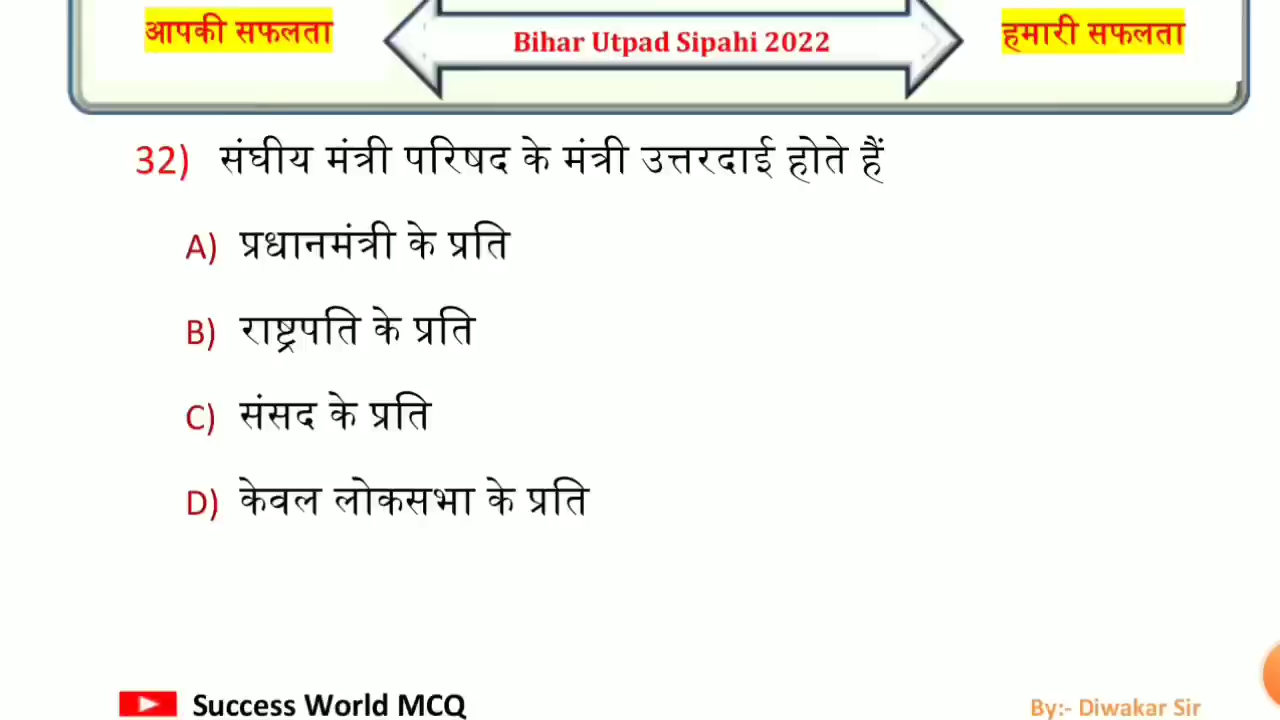 आपकी सफलता
Bihar Utpad Sipahi 2022
हमारी सफलता
32) संघीय मंत्री परिषद के मंत्री उत्तरदाई होते हैं
A) प्रधानमंत्री के प्रति
B) राष्ट्रपति के प्रति
C) संसद के प्रति
D) केवल लोकसभा के प्रति
Success World MCQ
By:- Diwakar Sir